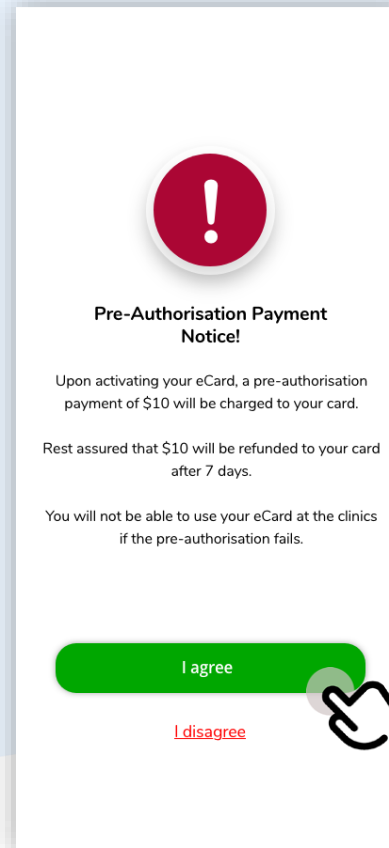 !
Pre-Authorisation Payment
Notice!
Upon activating your eCard, a pre-authorisation
payment of $10 will be charged to your card.
Rest assured that $10 will be refunded to your card
after 7 days.
You will not be able to use your eCard at the clinics
if the pre-authorisation fails.
I agree
I disagree